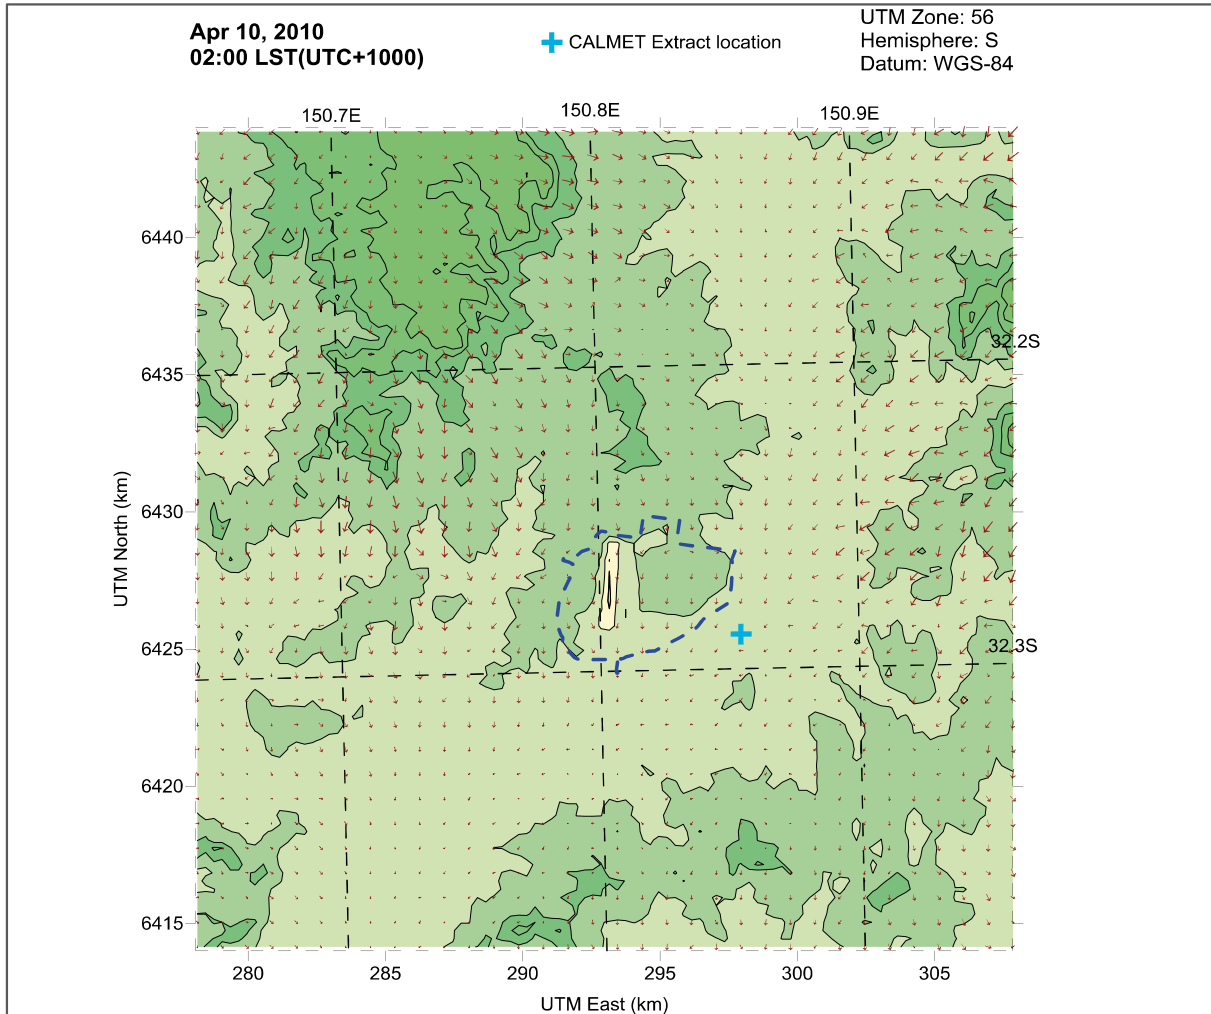 Apr 10, 2010
02:00 LST(UTC+1000)
CALMET Extract location
UTM Zone: 56
Hemisphere: S
Datum: WGS-84
150.7E
150.8E
150.9E
6440
6435
6430
6425
6420
6415
UTM North (km)
32.2S
32.3S
280
285
290
295
300
305
UTM East (km)